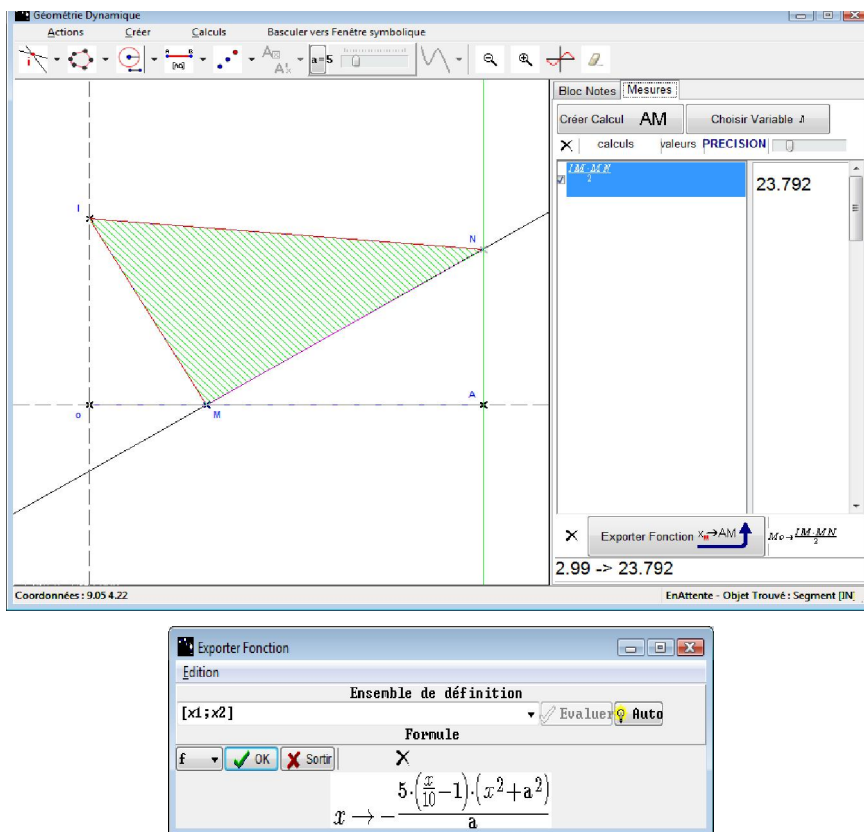 Géométrie Dynamique
Actions Créer Calculs Basculer vers Fenêtre symbolique
[AB] a=5
Bloc Notes Mesures
Créer Calcul AM Choisir Variable
calculs valeurs PRECISION
IM·MN/2 23.792
I
N
A
o
M
Exporter Fonction x→AM Mo→IM·MN/2
2.99 -> 23.792
Coordonnées : 9.05 4.22 EnAttente - Objet Trouvé : Segment [IN]
Exporter Fonction
Edition
Ensemble de définition
[x1;x2] Evaluer Auto
Formule
f OK Sortir
x → -5·(x/10-1)·(x²+a²)/a